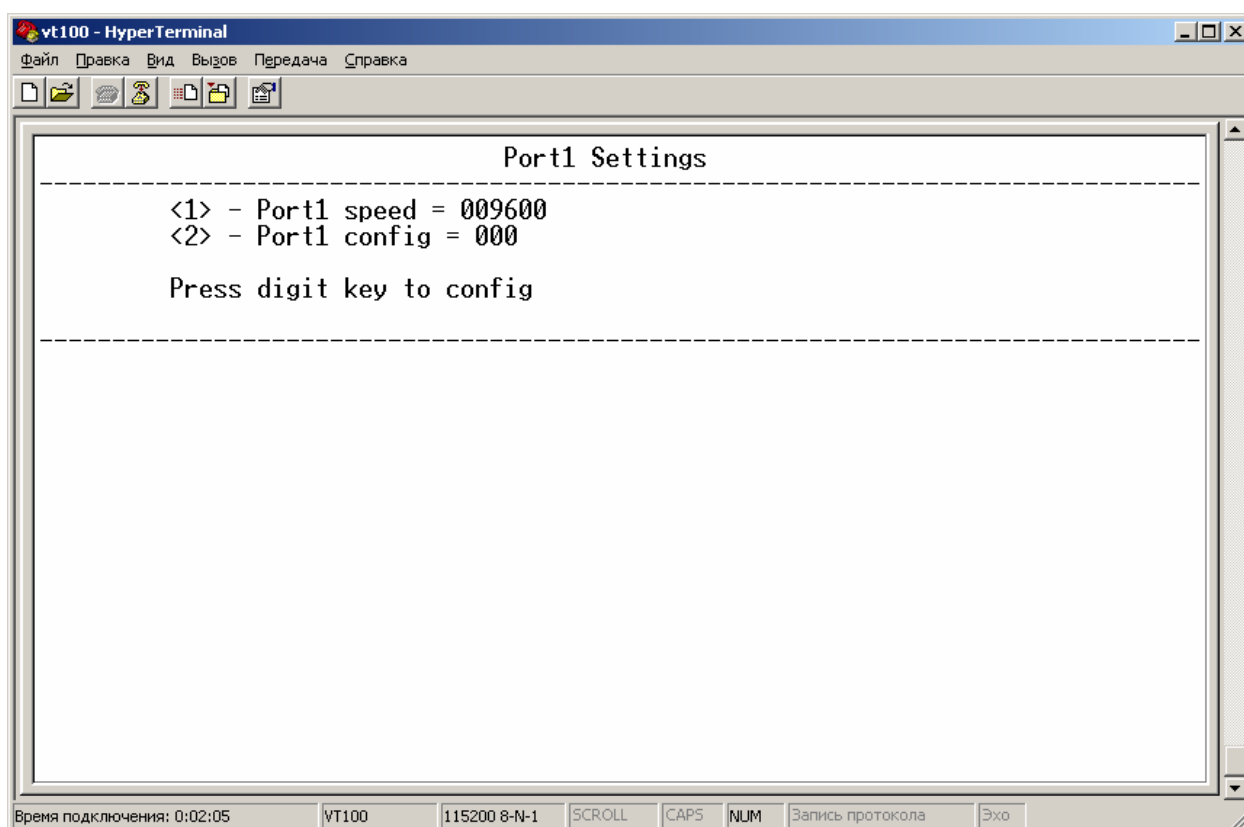 vt100 - HyperTerminal
Файл Правка Вид Вызов Передача Справка
Port1 Settings
--------------------------------------------------------------------------------
<1> - Port1 speed = 009600
<2> - Port1 config = 000
Press digit key to config
--------------------------------------------------------------------------------
Время подключения: 0:02:05 VT100 115200 8-N-1 SCROLL CAPS NUM Запись протокола Эхо